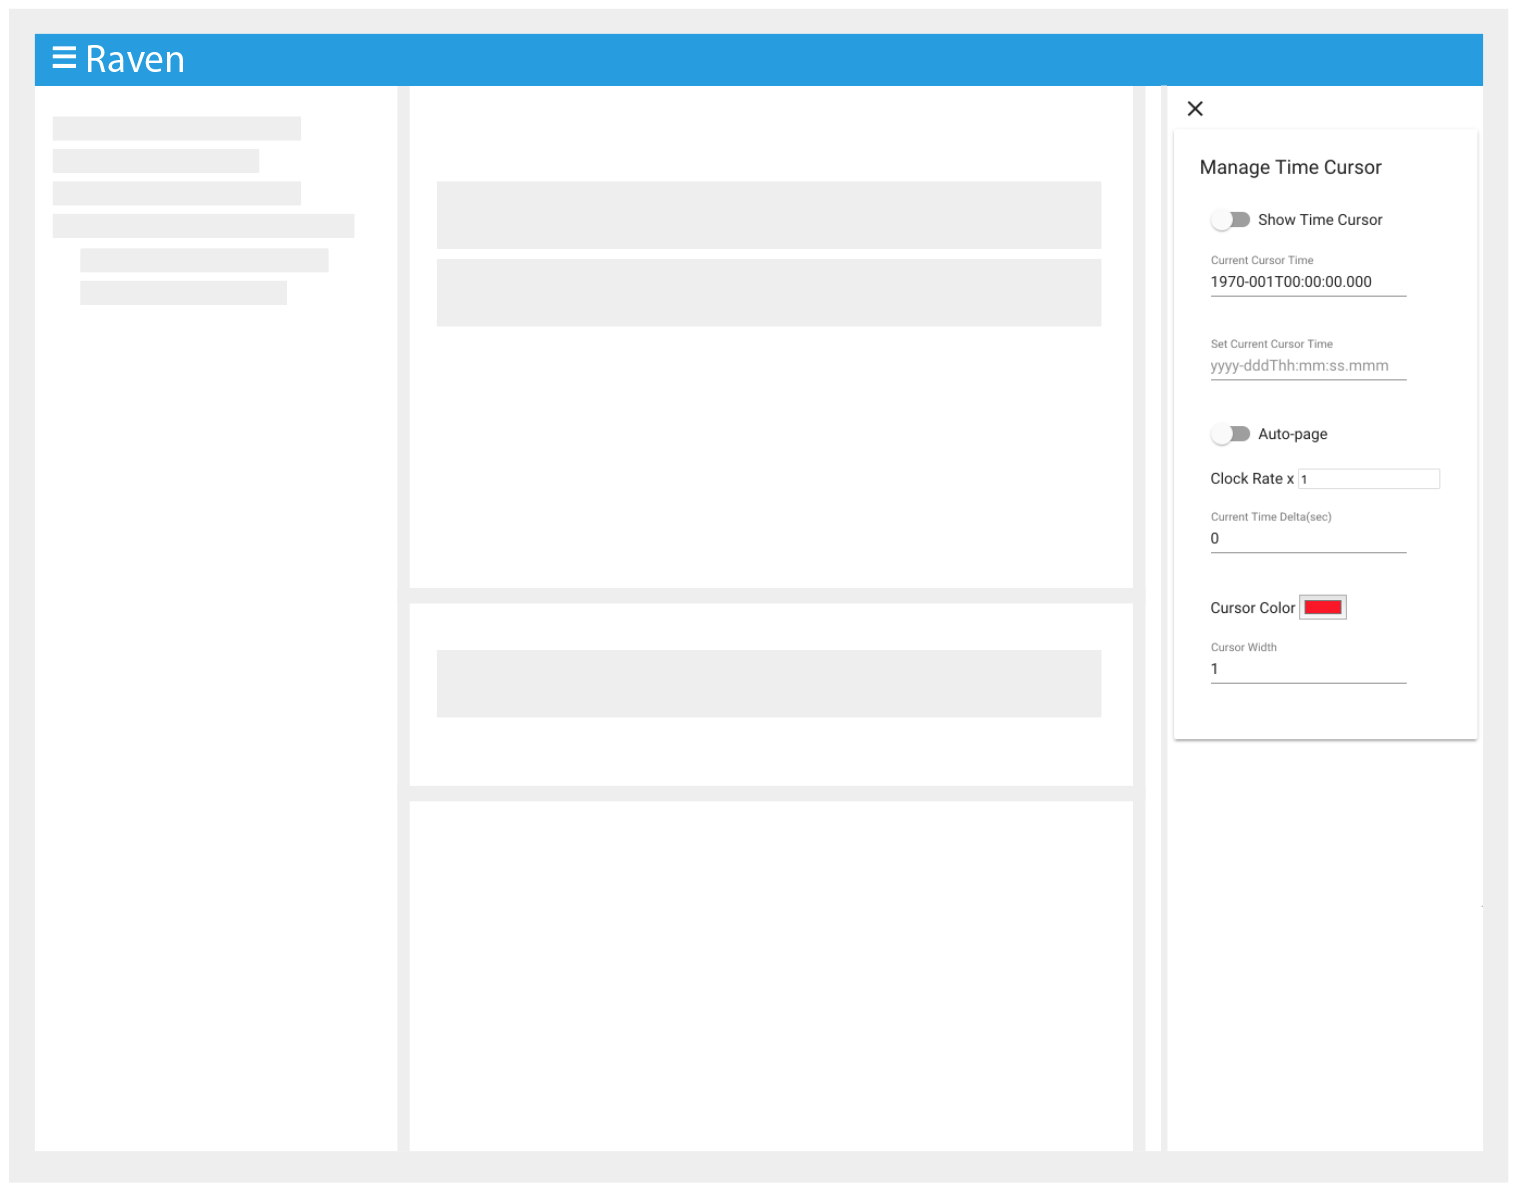 Raven
Manage Time Cursor
Show Time Cursor
Current Cursor Time
1970-001T00:00:00.000
Set Current Cursor Time
yyyy-dddThh:mm:ss.mmm
Auto-page
Clock Rate x 1
Current Time Delta(sec)
0
Cursor Color
Cursor Width
1